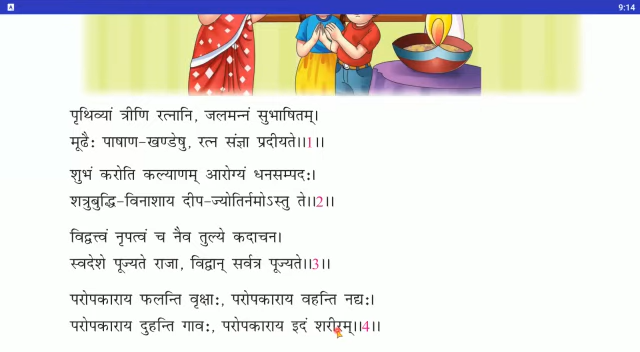 9:14
पृथिव्यां त्रीणि रत्नानि, जलमन्नं सुभाषितम्।
मूढै: पाषाण-खण्डेषु, रत्न संज्ञा प्रदीयते।।1।।
शुभं करोति कल्याणम् आरोग्यं धनसम्पद:।
शत्रुबुद्धि-विनाशाय दीप-ज्योतिर्नमोऽस्तु ते।।2।।
विद्वत्त्वं नृपत्वं च नैव तुल्ये कदाचन।
स्वदेशे पूज्यते राजा, विद्वान् सर्वत्र पूज्यते।।3।।
परोपकाराय फलन्ति वृक्षा:, परोपकाराय वहन्ति नद्य:।
परोपकाराय दुहन्ति गाव:, परोपकाराय इदं शरीरम्।।4।।